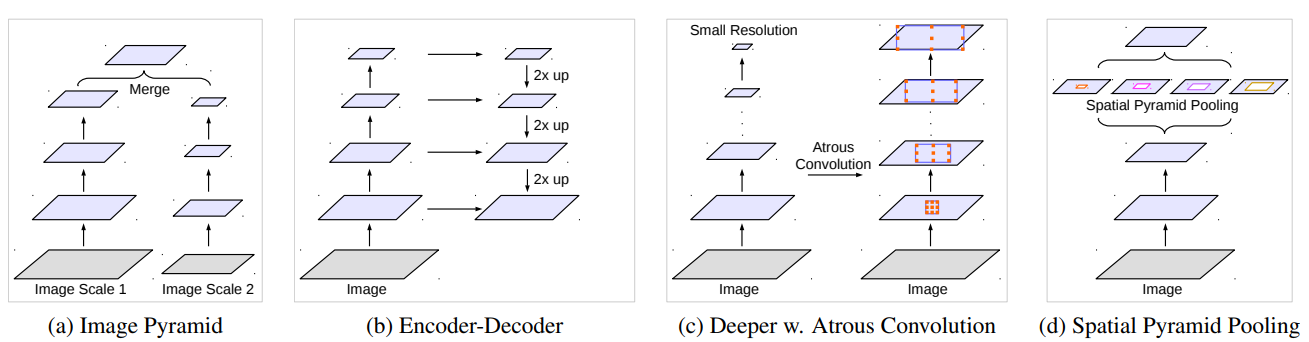 Merge
Image Scale 1
Image Scale 2
(a) Image Pyramid
2x up
2x up
2x up
Image
(b) Encoder-Decoder
Small Resolution
Atrous
Convolution
Image
Image
(c) Deeper w. Atrous Convolution
Spatial Pyramid Pooling
Image
(d) Spatial Pyramid Pooling